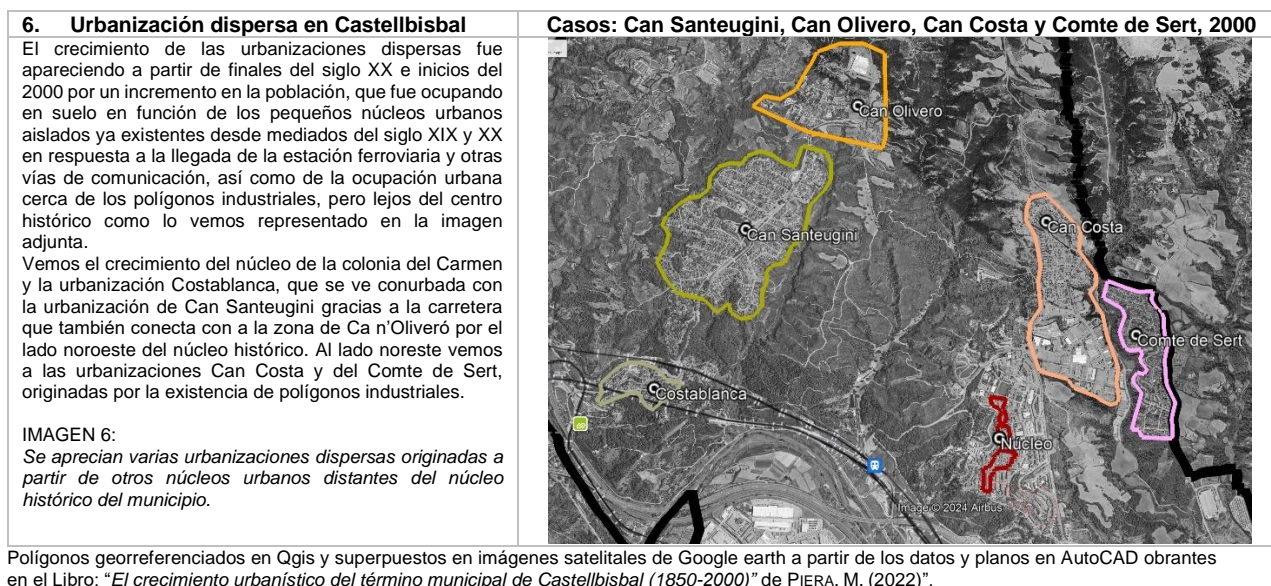 6. Urbanización dispersa en Castellbisbal
Casos: Can Santeugini, Can Olivero, Can Costa y Comte de Sert, 2000
El crecimiento de las urbanizaciones dispersas fue
apareciendo a partir de finales del siglo XX e inicios del
2000 por un incremento en la población, que fue ocupando
en suelo en función de los pequeños núcleos urbanos
aislados ya existentes desde mediados del siglo XIX y XX
en respuesta a la llegada de la estación ferroviaria y otras
vías de comunicación, así como de la ocupación urbana
cerca de los polígonos industriales, pero lejos del centro
histórico como lo vemos representado en la imagen
adjunta.
Vemos el crecimiento del núcleo de la colonia del Carmen
y la urbanización Costablanca, que se ve conurbada con
la urbanización de Can Santeugini gracias a la carretera
que también conecta con a la zona de Ca n'Oliveró por el
lado noroeste del núcleo histórico. Al lado noreste vemos
a las urbanizaciones Can Costa y del Comte de Sert,
originadas por la existencia de polígonos industriales.
IMAGEN 6:
Se aprecian varias urbanizaciones dispersas originadas a
partir de otros núcleos urbanos distantes del núcleo
histórico del municipio.
Can Olivero
Can Santeugini
Can Costa
Comte de Sert
Costablanca
Núcleo
Image © 2024 Airbus
Polígonos georreferenciados en Qgis y superpuestos en imágenes satelitales de Google earth a partir de los datos y planos en AutoCAD obrantes
en el Libro: "El crecimiento urbanístico del término municipal de Castellbisbal (1850-2000)" de PIERA, M. (2022)".